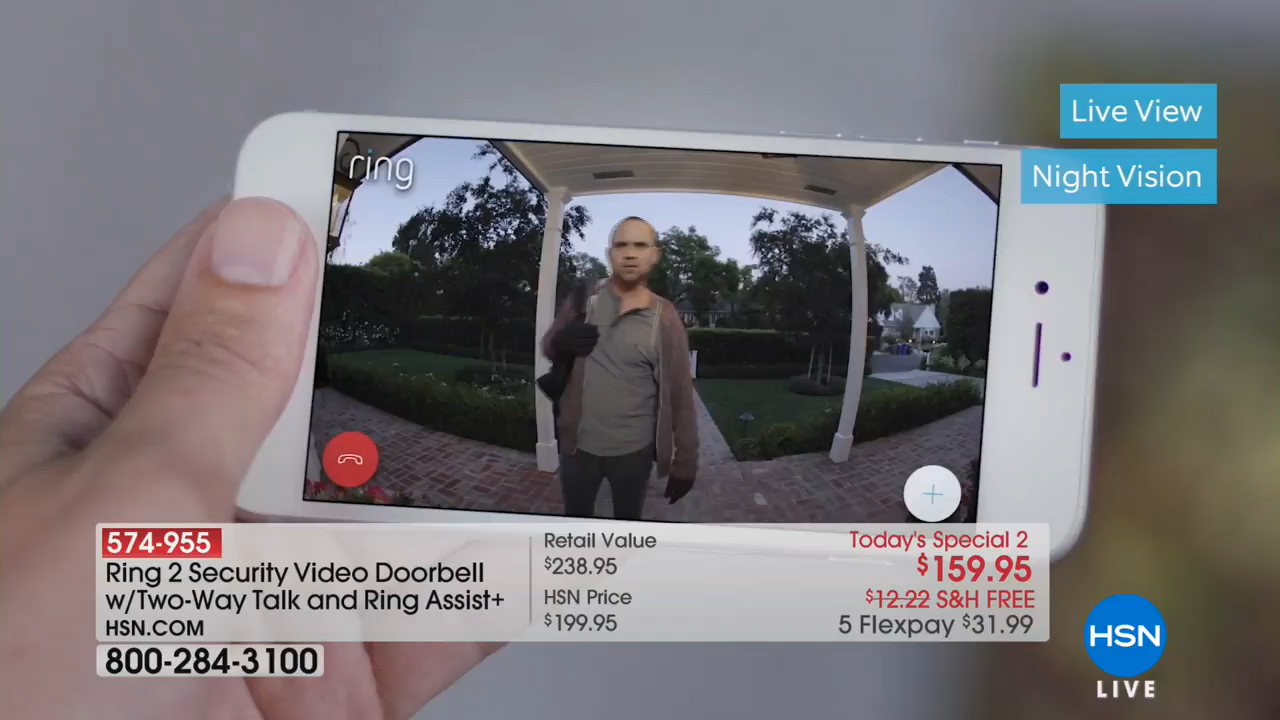 Live View
Night Vision
ring
574-955
Ring 2 Security Video Doorbell
w/Two-Way Talk and Ring Assist+
HSN.COM
800-284-3100
Retail Value
$238.95
HSN Price
$199.95
Today's Special 2
$159.95
$12.22 S&H FREE
5 Flexpay $31.99
HSN
LIVE